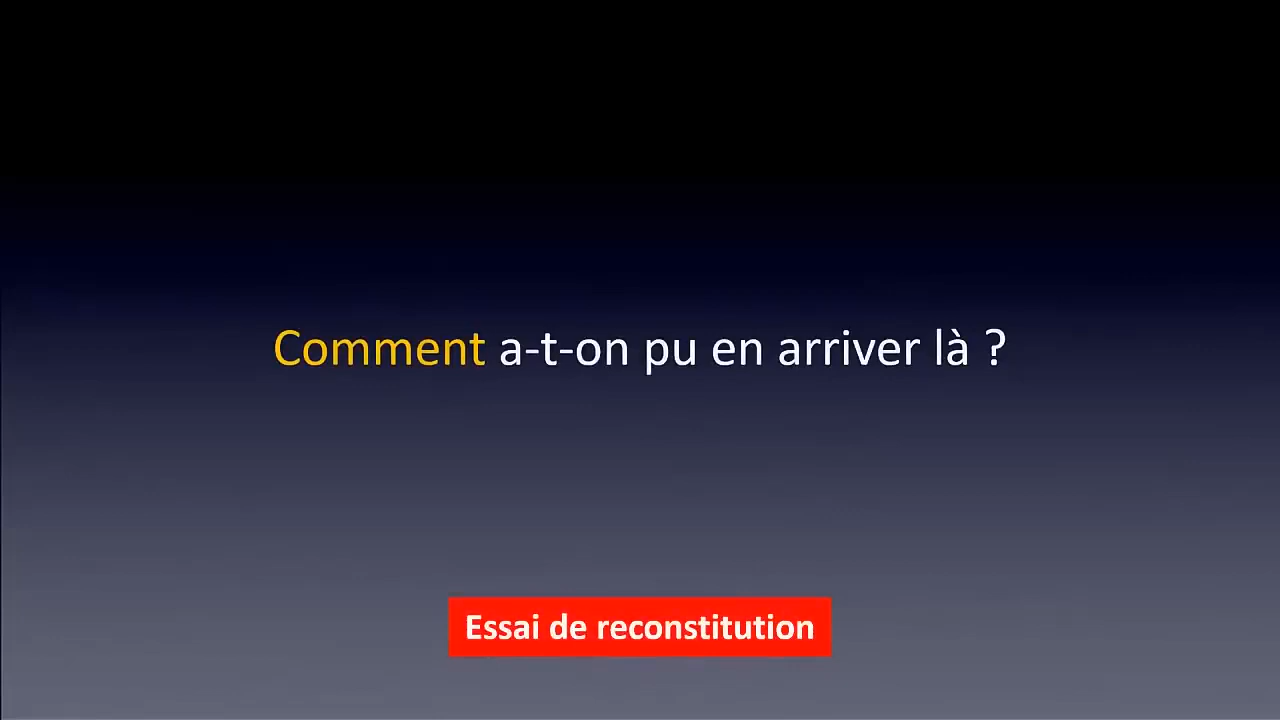 Comment a-t-on pu en arriver là ?
Essai de reconstitution